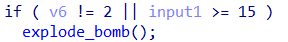 if ( v6 != 2 || input1 >= 15 )
explode_bomb();